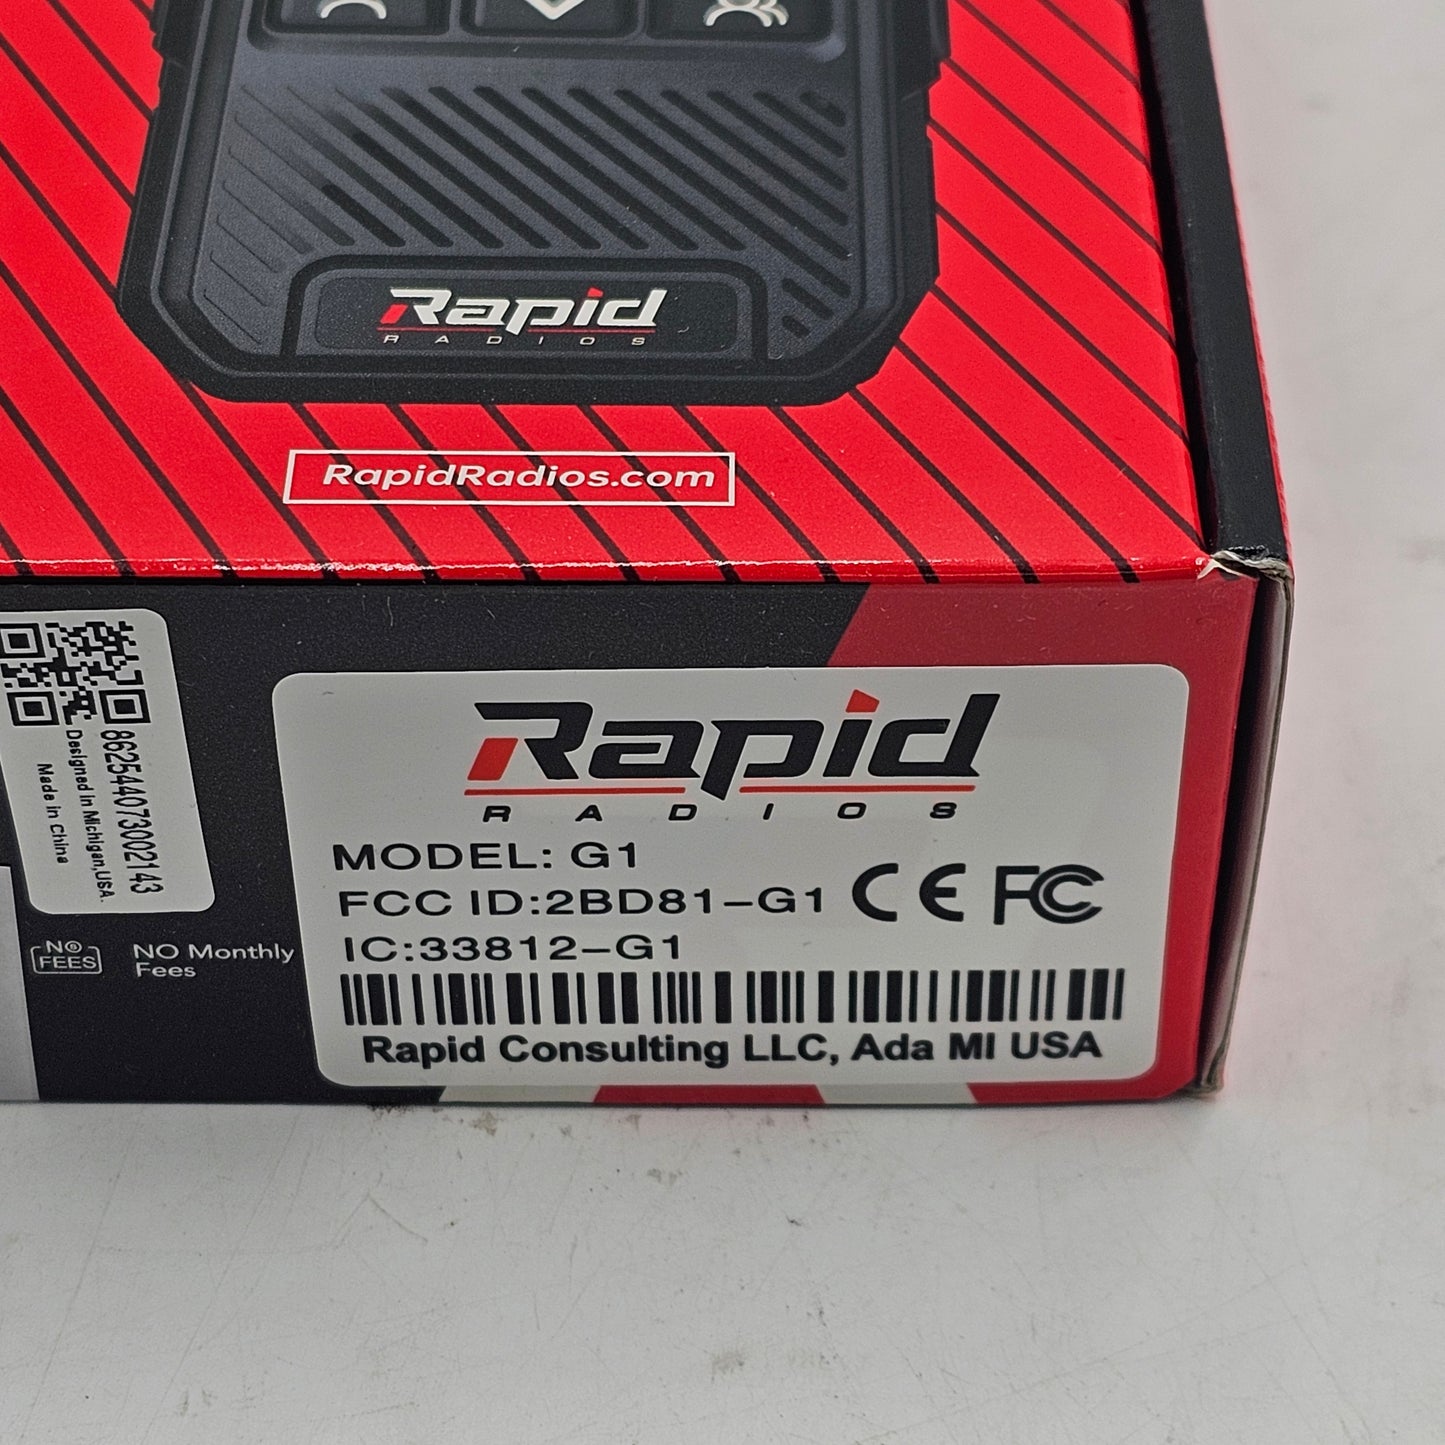 Rapid
RADIOS
RapidRadios.com
862544073002143
Designed in Michigan,USA.
Made in China
NO
FEES
NO Monthly
Fees
Rapid
RADIOS
MODEL: G1
FCC ID:2BD81-G1 CE FC
IC:33812-G1
Rapid Consulting LLC, Ada MI USA